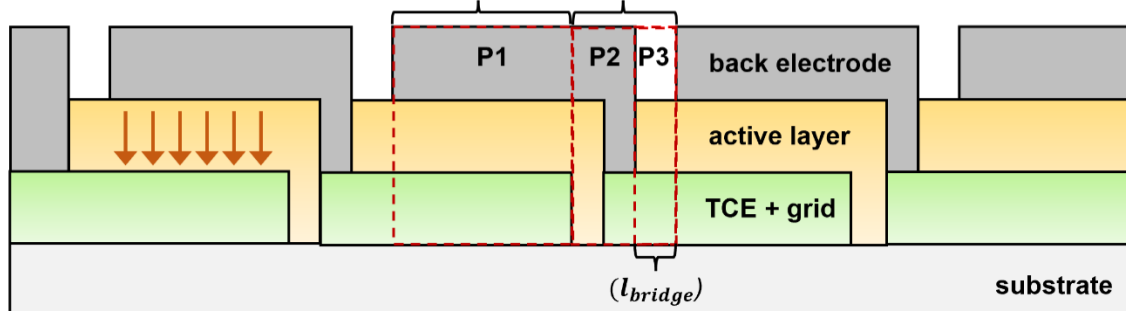 P1
P2
P3
back electrode
active layer
TCE + grid
(l_bridge)
substrate